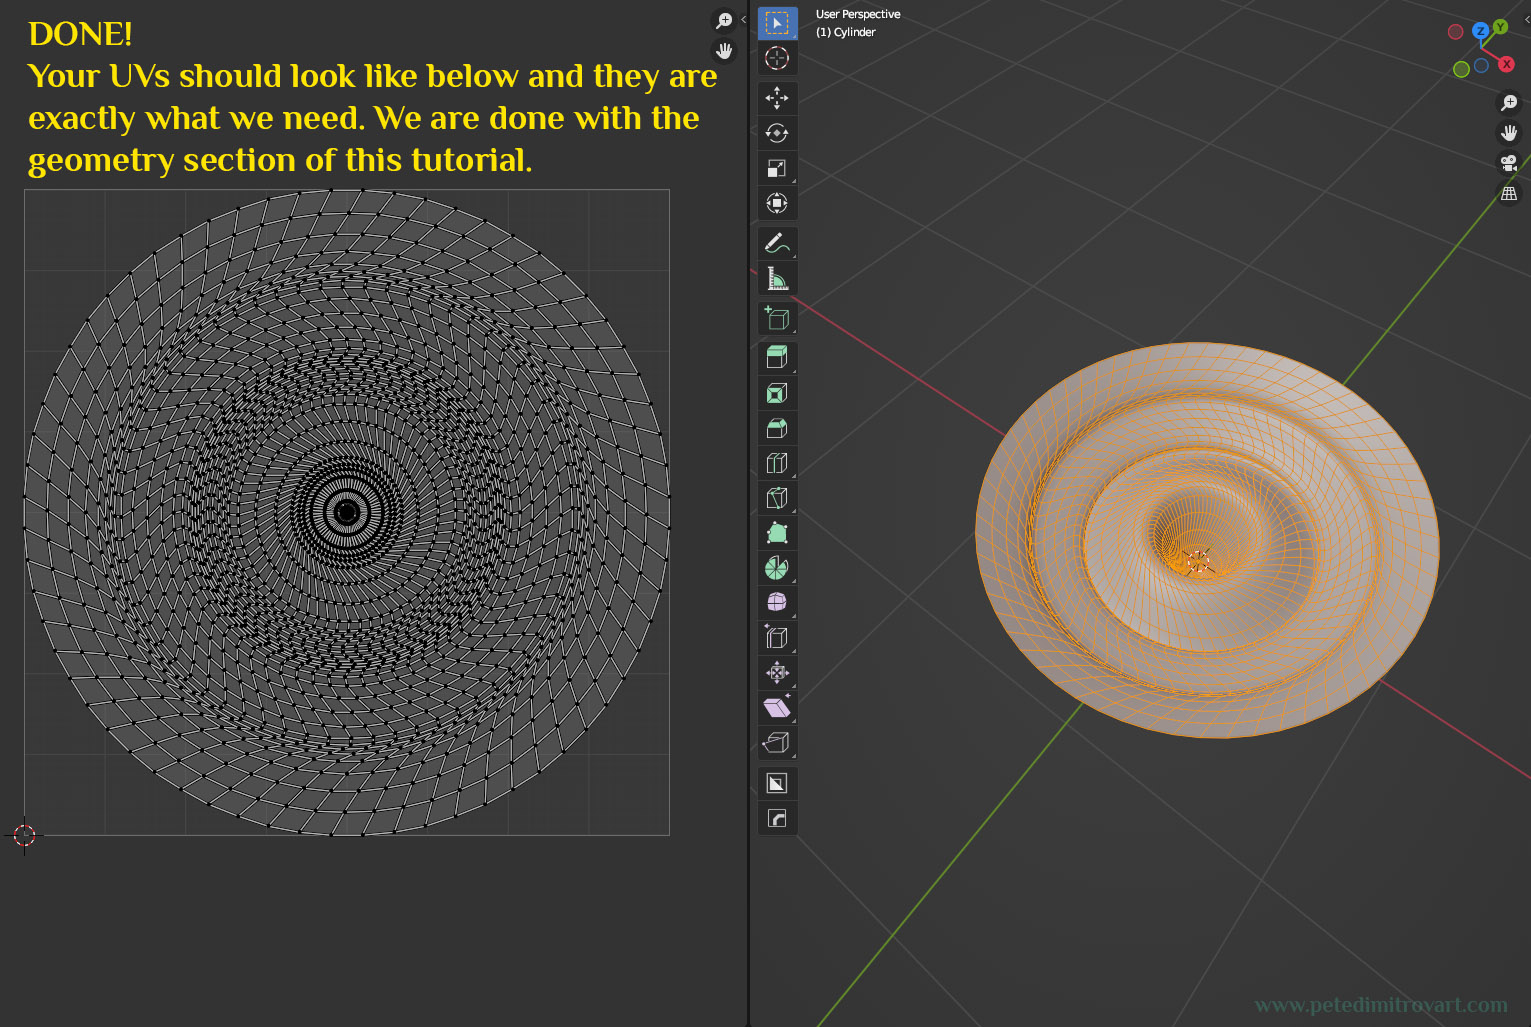 DONE!
Your UVs should look like below and they are
exactly what we need. We are done with the
geometry section of this tutorial.
User Perspective
(1) Cylinder
Z
Y
X
www.petedimitrovart.com